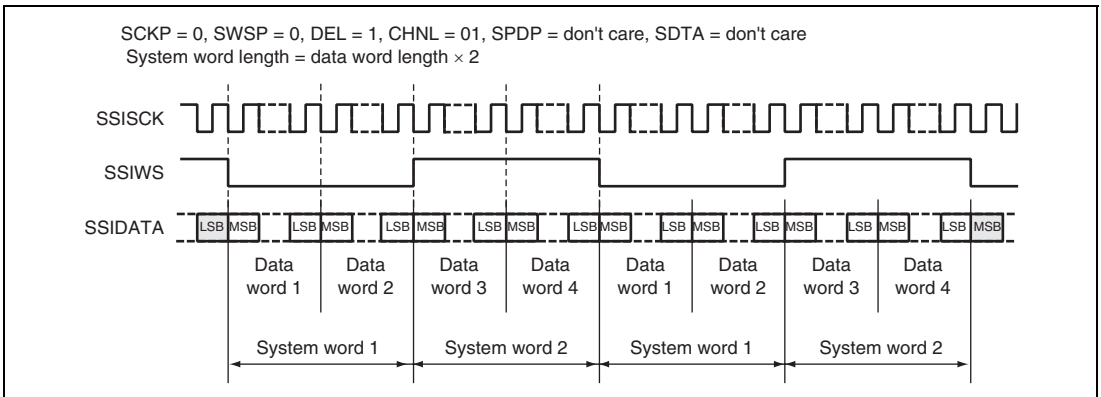 SCKP = 0, SWSP = 0, DEL = 1, CHNL = 01, SPDP = don't care, SDTA = don't care
System word length = data word length × 2
SSISCK
SSIWS
SSIDATA
LSB MSB LSB MSB LSB MSB LSB MSB LSB MSB LSB MSB LSB MSB LSB MSB LSB MSB
Data word 1 Data word 2 Data word 3 Data word 4 Data word 1 Data word 2 Data word 3 Data word 4
System word 1 System word 2 System word 1 System word 2